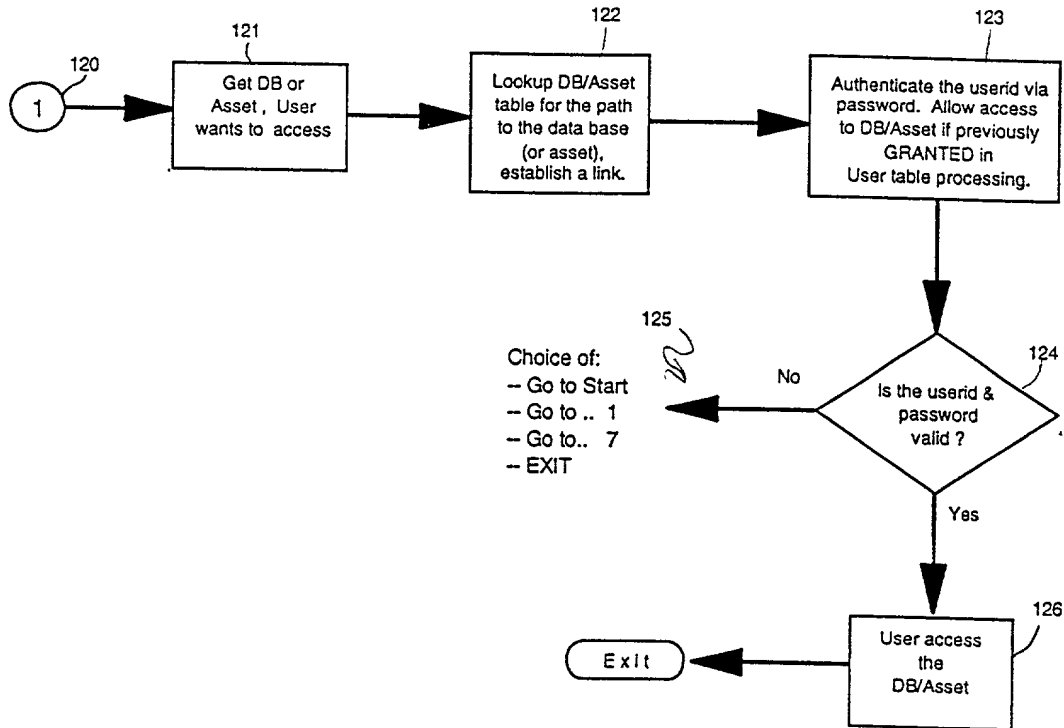 120
1
121
Get DB or
Asset , User
wants to access
122
Lookup DB/Asset
table for the path
to the data base
(or asset),
establish a link.
123
Authenticate the userid via
password. Allow access
to DB/Asset if previously
GRANTED in
User table processing.
124
Is the userid &
password
valid ?
No
125
Choice of:
-- Go to Start
-- Go to .. 1
-- Go to.. 7
-- EXIT
Yes
126
User access
the
DB/Asset
Exit